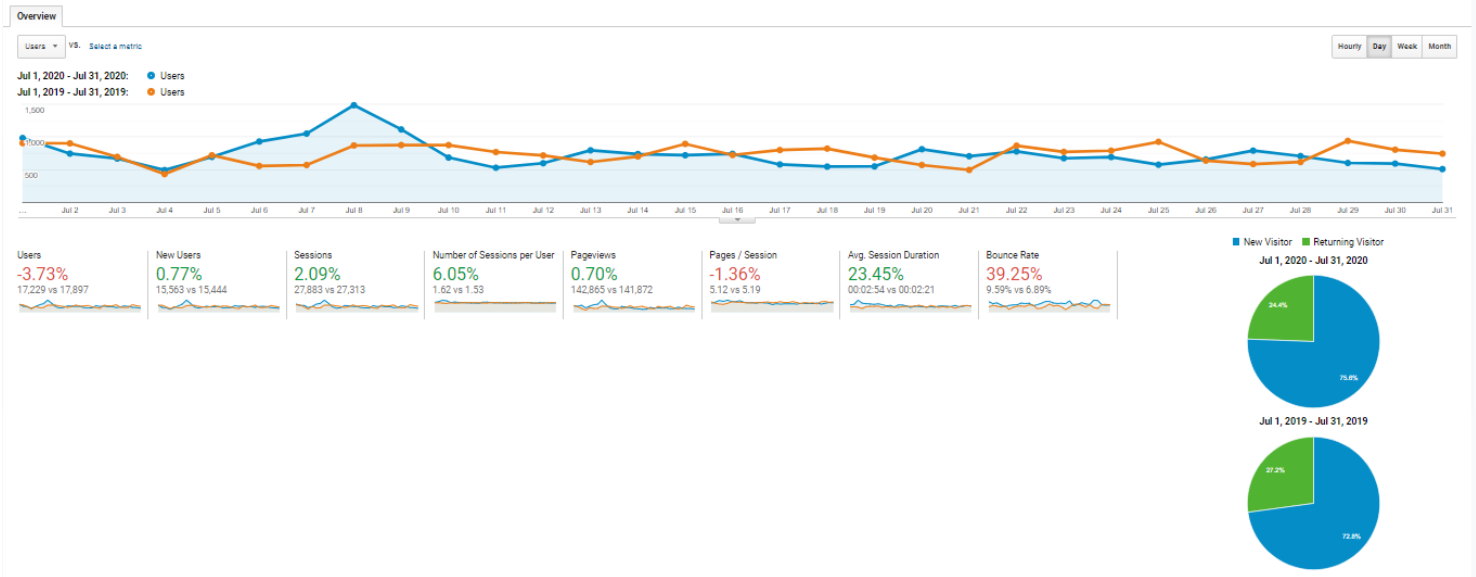 Overview
Users VS. Select a metric
Hourly Day Week Month
Jul 1, 2020 - Jul 31, 2020: Users
Jul 1, 2019 - Jul 31, 2019: Users
1,500
1,000
500
... Jul 2 Jul 3 Jul 4 Jul 5 Jul 6 Jul 7 Jul 8 Jul 9 Jul 10 Jul 11 Jul 12 Jul 13 Jul 14 Jul 15 Jul 16 Jul 17 Jul 18 Jul 19 Jul 20 Jul 21 Jul 22 Jul 23 Jul 24 Jul 25 Jul 26 Jul 27 Jul 28 Jul 29 Jul 30 Jul 31
Users
-3.73%
17,229 vs 17,897
New Users
0.77%
15,563 vs 15,444
Sessions
2.09%
27,883 vs 27,313
Number of Sessions per User
6.05%
1.62 vs 1.53
Pageviews
0.70%
142,865 vs 141,872
Pages / Session
-1.36%
5.12 vs 5.19
Avg. Session Duration
23.45%
00:02:54 vs 00:02:21
Bounce Rate
39.25%
9.59% vs 6.89%
New Visitor Returning Visitor
Jul 1, 2020 - Jul 31, 2020
24.4%
75.6%
Jul 1, 2019 - Jul 31, 2019
27.2%
72.8%